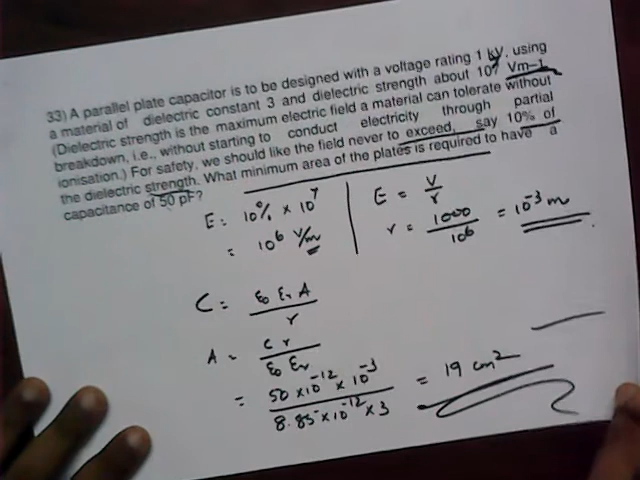 33) A parallel plate capacitor is to be designed with a voltage rating 1 kV, using
a material of dielectric constant 3 and dielectric strength about 10⁷ Vm–1.
(Dielectric strength is the maximum electric field a material can tolerate without
breakdown, i.e., without starting to conduct electricity through partial
ionisation.) For safety, we should like the field never to exceed, say 10% of
the dielectric strength. What minimum area of the plates is required to have a
capacitance of 50 pF?
E = 10% × 10⁷
= 10⁶ V/m
E = V/r
r = 1000/10⁶ = 10⁻³ m
C = ε₀ εᵣ A / r
A = C r / ε₀ εᵣ
= 50 × 10⁻¹² × 10⁻³ / 8.85 × 10⁻¹² × 3 = 19 cm²